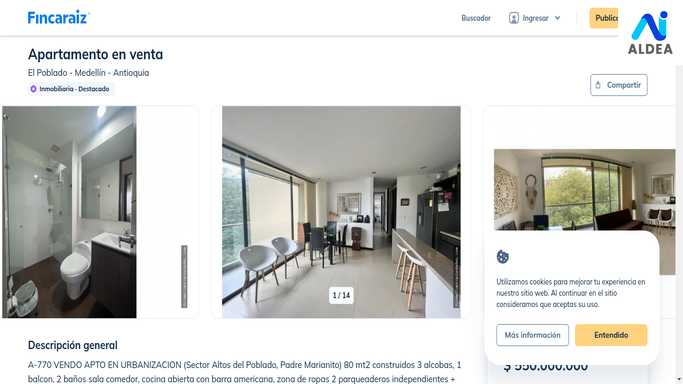 Fincaraíz
Buscador
Ingresar
Public
ALDEA
Apartamento en venta
El Poblado - Medellín - Antioquia
Inmobiliaria - Destacado
Compartir
1 / 14
Utilizamos cookies para mejorar tu experiencia en
nuestro sitio web. Al continuar en el sitio
consideramos que aceptas su uso.
Más información
Entendido
Descripción general
$ 550.000.000
A-770 VENDO APTO EN URBANIZACION (Sector Altos del Poblado, Padre Marianito) 80 mt2 construidos 3 alcobas, 1
balcon, 2 baños sala comedor, cocina abierta con barra americana, zona de ropas 2 parqueaderos independientes +